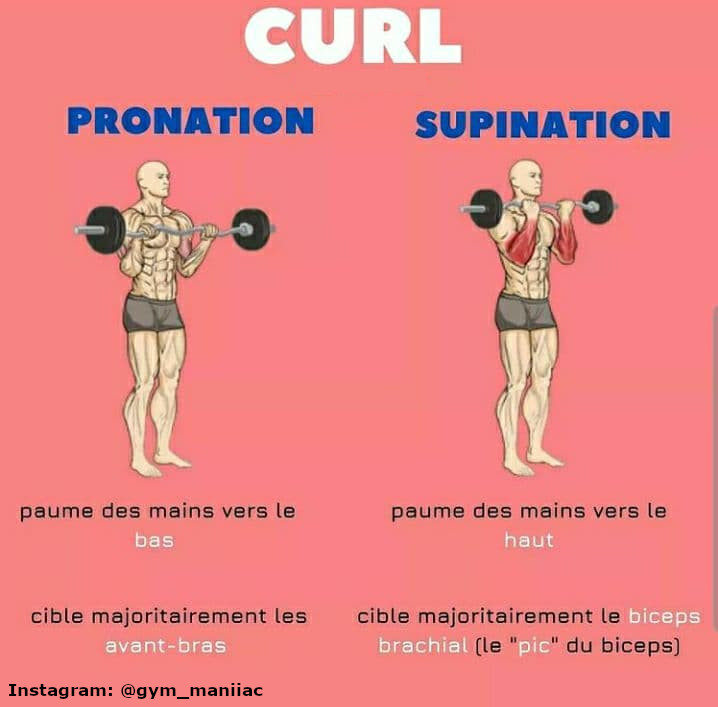 CURL
PRONATION
SUPINATION
paume des mains vers le
bas
paume des mains vers le
haut
cible majoritairement les
avant-bras
cible majoritairement le biceps
brachial (le "pic" du biceps)
Instagram: @gym_maniiac